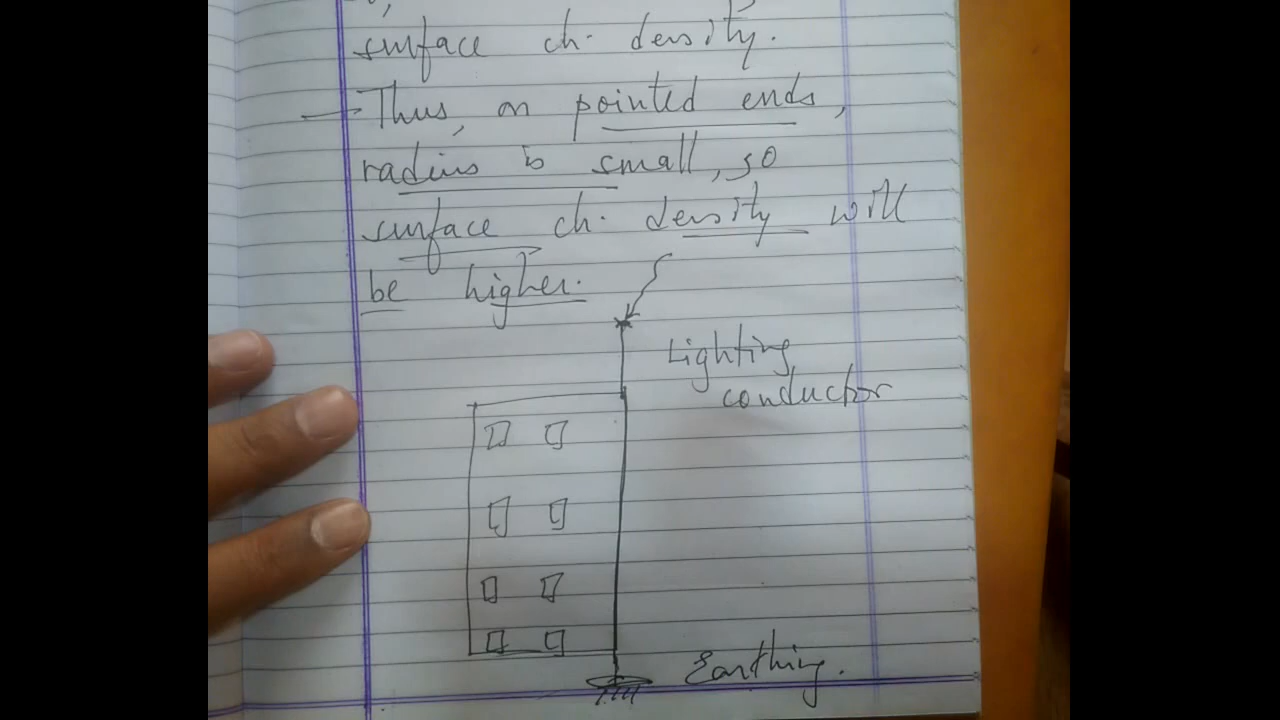 surface ch. density.
→ Thus, on pointed ends,
radius is small, so
surface ch. density will
be higher.
Lighting
conductor
Earthing.